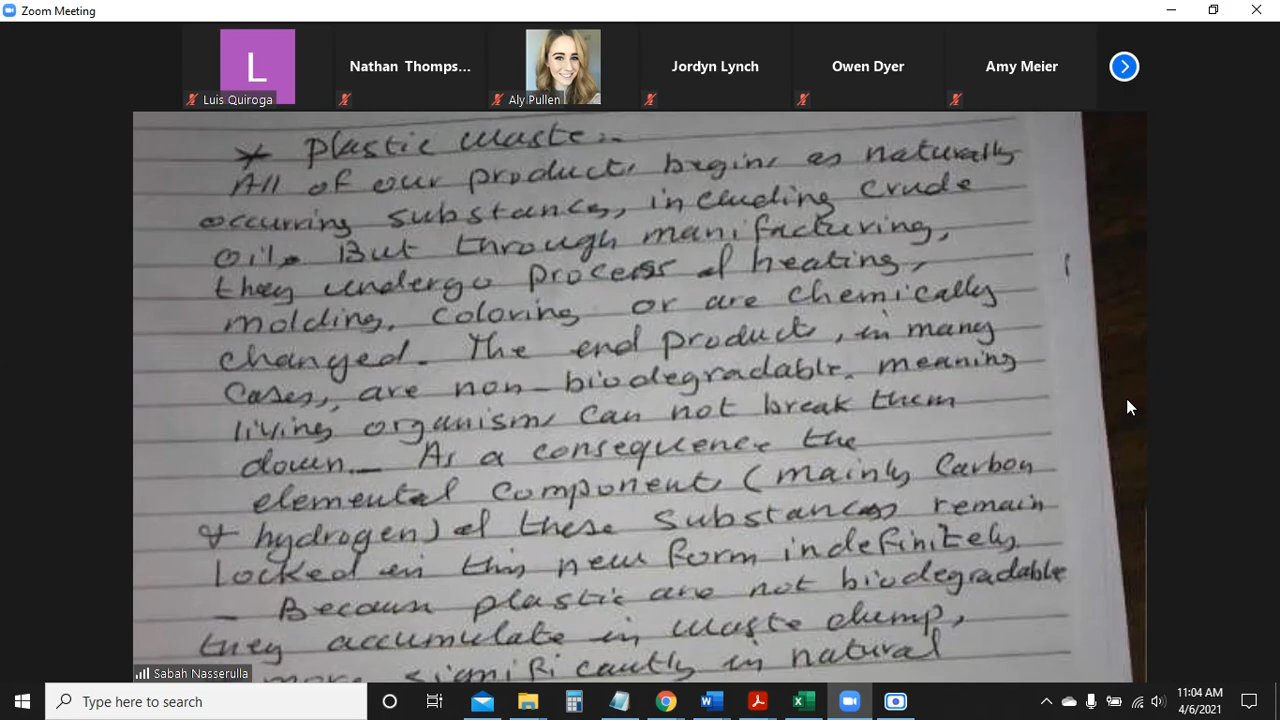 Zoom Meeting
L
Luis Quiroga
Nathan Thomps...
Aly Pullen
Jordyn Lynch
Owen Dyer
Amy Meier
* Plastic waste:-
All of our products begins as naturally
occurring substances, including crude
oil. But through manifacturing,
they undergo process of heating,
molding, coloring or are chemically
changed. The end product, in many
cases, are non-biodegradable. meaning
living organisms can not break them
down. – As a consequence the
elemental components (mainly Carbon
& hydrogen) of these substances remain
locked in this new form indefinitely
– Because plastic are not biodegradable
they accumulate in waste dump,
more significantly in natural
Sabah Nasserulla
Type here to search
11:04 AM
4/6/2021